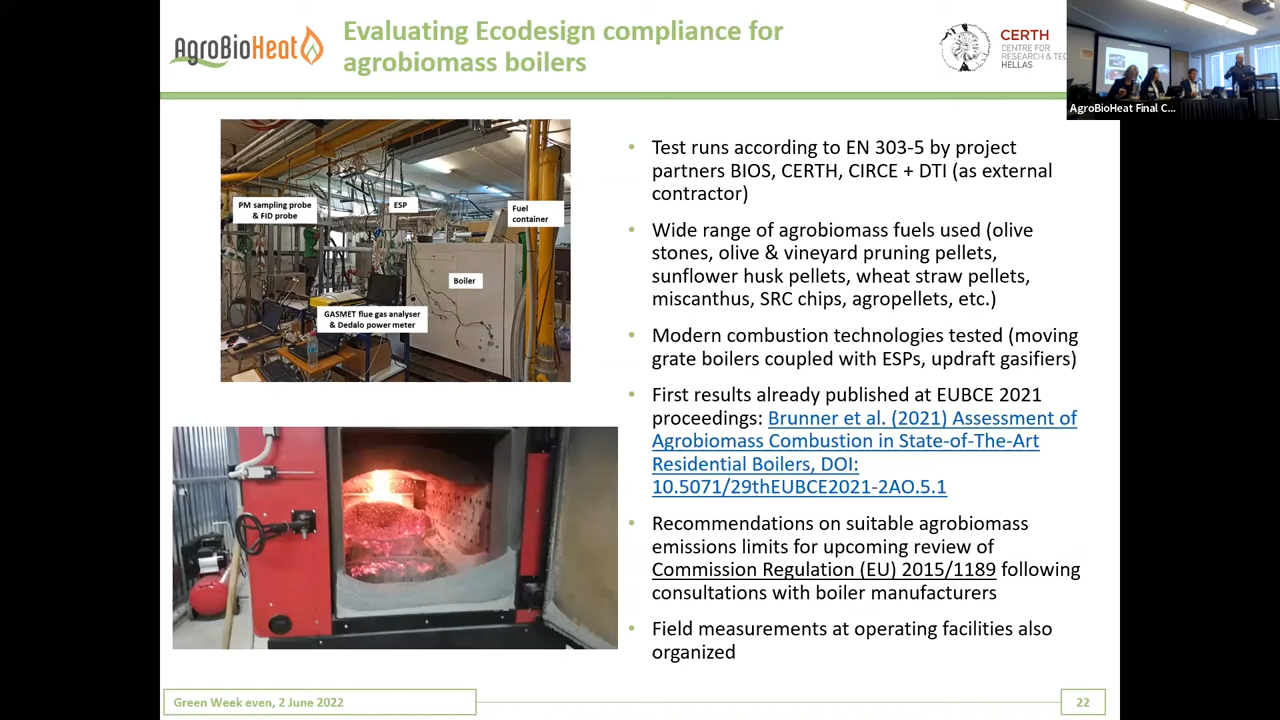 AgroBioHeat
Evaluating Ecodesign compliance for
agrobiomass boilers
CERTH
CENTRE FOR
RESEARCH & TEC
HELLAS
AgroBioHeat Final C...
PM sampling probe
& FID probe
ESP
Fuel
container
Boiler
GASMET flue gas analyser
& Dedalo power meter
• Test runs according to EN 303-5 by project
partners BIOS, CERTH, CIRCE + DTI (as external
contractor)
• Wide range of agrobiomass fuels used (olive
stones, olive & vineyard pruning pellets,
sunflower husk pellets, wheat straw pellets,
miscanthus, SRC chips, agropellets, etc.)
• Modern combustion technologies tested (moving
grate boilers coupled with ESPs, updraft gasifiers)
• First results already published at EUBCE 2021
proceedings: Brunner et al. (2021) Assessment of
Agrobiomass Combustion in State-of-The-Art
Residential Boilers, DOI:
10.5071/29thEUBCE2021-2AO.5.1
• Recommendations on suitable agrobiomass
emissions limits for upcoming review of
Commission Regulation (EU) 2015/1189 following
consultations with boiler manufacturers
• Field measurements at operating facilities also
organized
Green Week even, 2 June 2022
22